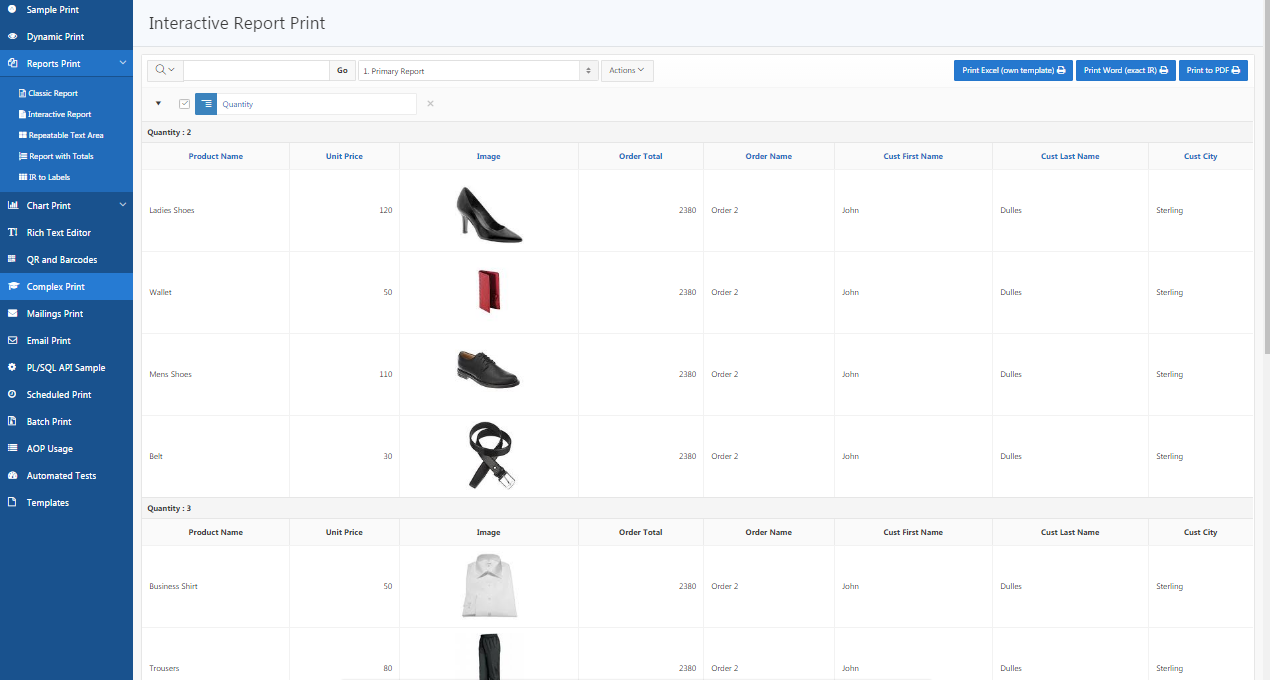 Sample Print
Dynamic Print
Reports Print
Classic Report
Interactive Report
Repeatable Text Area
Report with Totals
IR to Labels
Chart Print
Rich Text Editor
QR and Barcodes
Complex Print
Mailings Print
Email Print
PL/SQL API Sample
Scheduled Print
Batch Print
AOP Usage
Automated Tests
Templates
Interactive Report Print
Go
1. Primary Report
Actions
Print Excel (own template)
Print Word (exact IR)
Print to PDF
Quantity
Quantity : 2
Product Name Unit Price Image Order Total Order Name Cust First Name Cust Last Name Cust City
Ladies Shoes 120 2380 Order 2 John Dulles Sterling
Wallet 50 2380 Order 2 John Dulles Sterling
Mens Shoes 110 2380 Order 2 John Dulles Sterling
Belt 30 2380 Order 2 John Dulles Sterling
Quantity : 3
Product Name Unit Price Image Order Total Order Name Cust First Name Cust Last Name Cust City
Business Shirt 50 2380 Order 2 John Dulles Sterling
Trousers 80 2380 Order 2 John Dulles Sterling